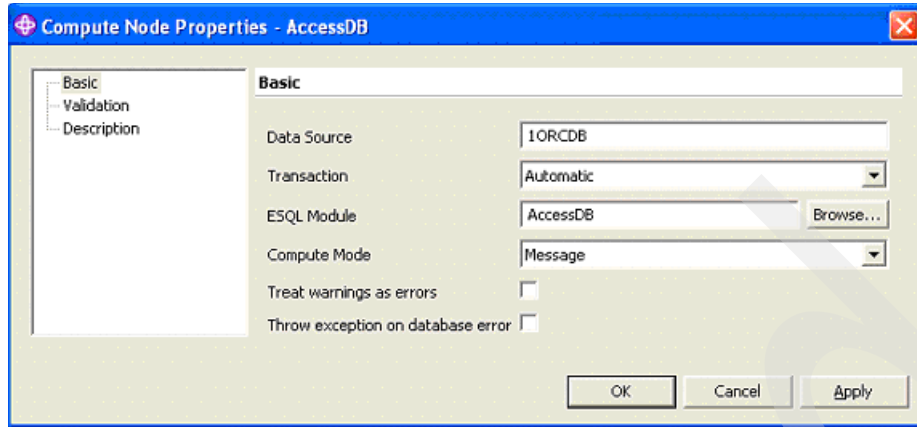 Compute Node Properties - AccessDB
Basic
Validation
Description
Basic
Data Source 1ORCDB
Transaction Automatic
ESQL Module AccessDB Browse...
Compute Mode Message
Treat warnings as errors
Throw exception on database error
OK Cancel Apply